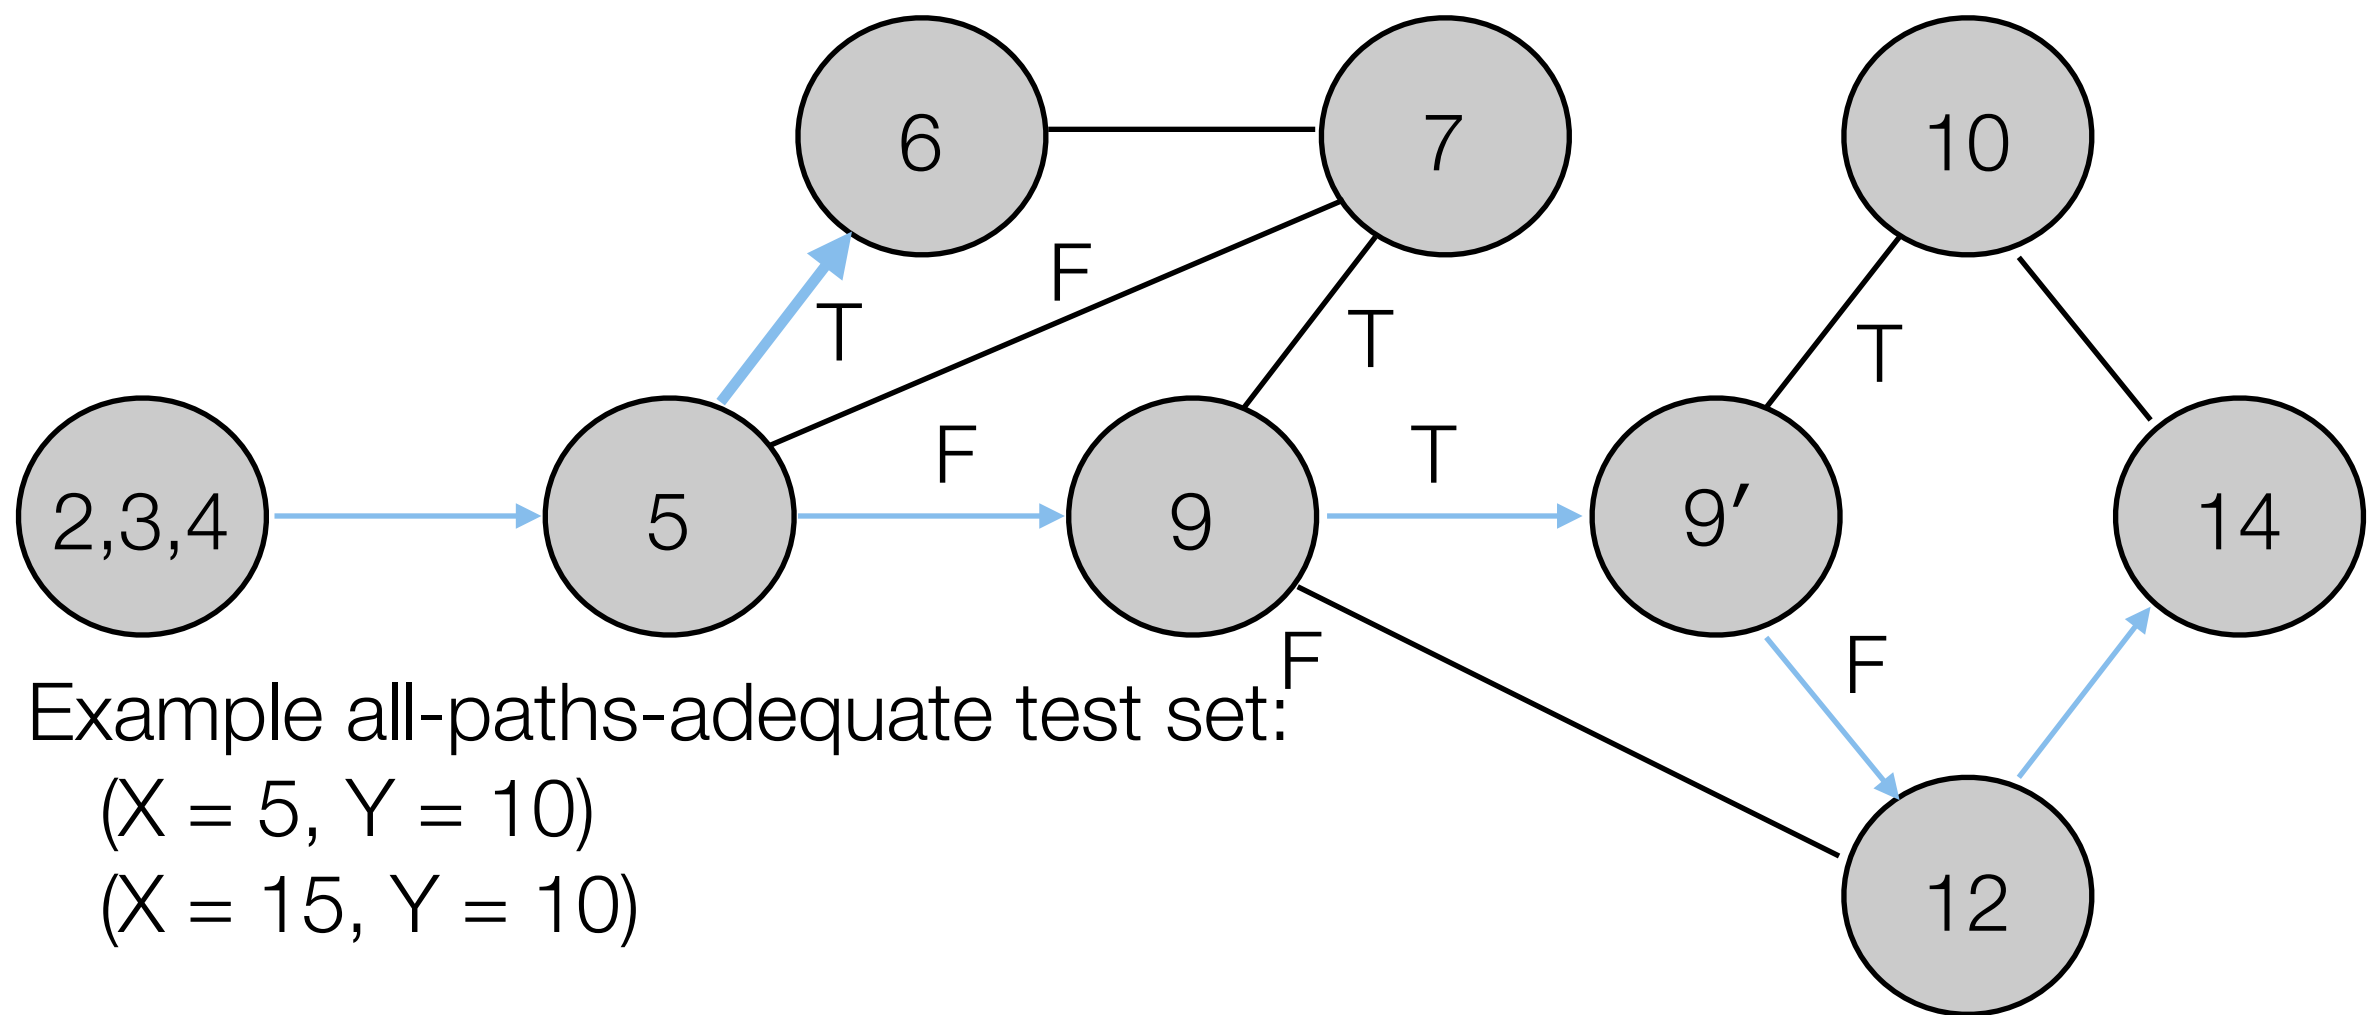 6
7
10
F
T
T
T
F
T
2,3,4
5
9
9′
14
F
F
Example all-paths-adequate test set:
(X = 5, Y = 10)
(X = 15, Y = 10)
12